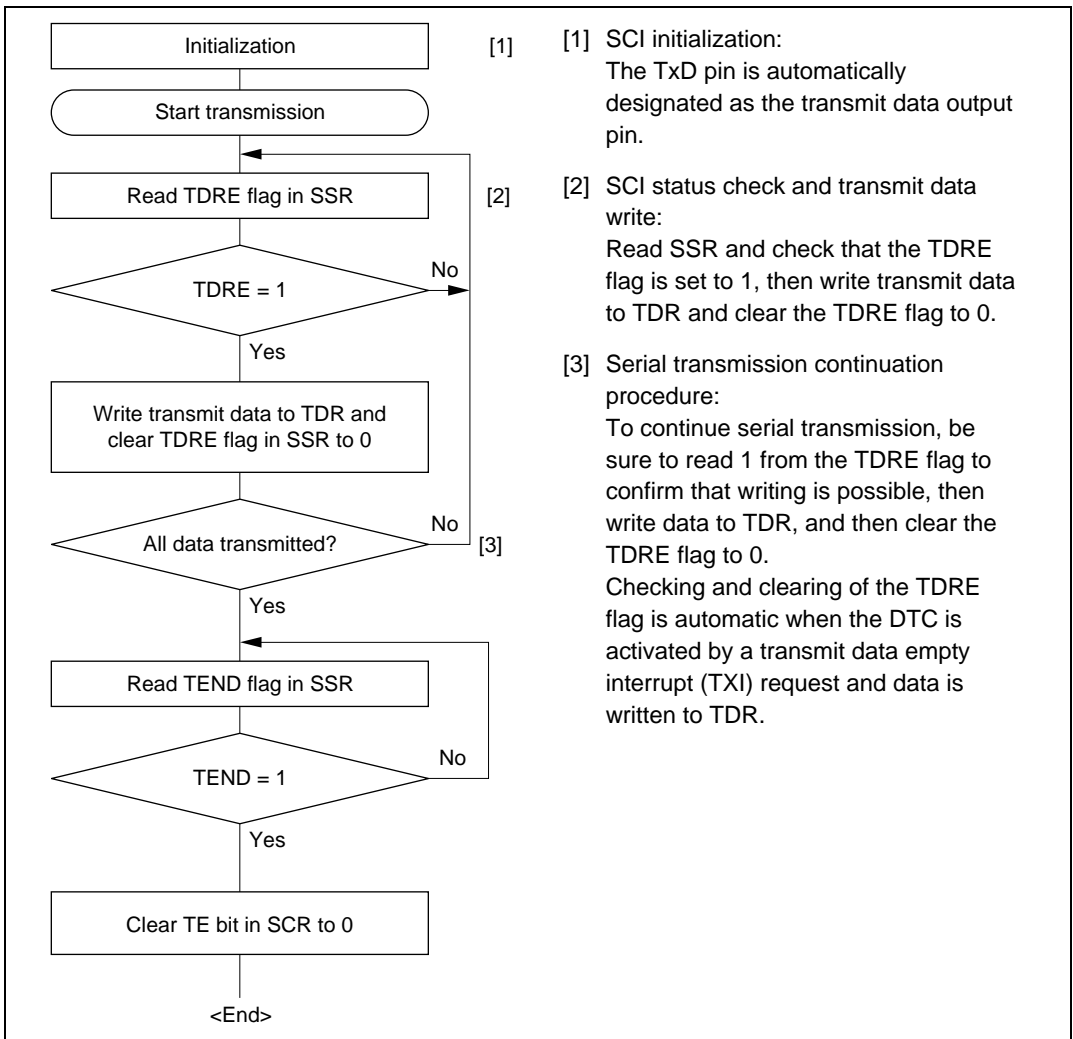 Initialization
[1]
Start transmission
Read TDRE flag in SSR
[2]
TDRE = 1
No
Yes
Write transmit data to TDR and
clear TDRE flag in SSR to 0
All data transmitted?
No
[3]
Yes
Read TEND flag in SSR
TEND = 1
No
Yes
Clear TE bit in SCR to 0
<End>
[1] SCI initialization:
The TxD pin is automatically
designated as the transmit data output
pin.
[2] SCI status check and transmit data
write:
Read SSR and check that the TDRE
flag is set to 1, then write transmit data
to TDR and clear the TDRE flag to 0.
[3] Serial transmission continuation
procedure:
To continue serial transmission, be
sure to read 1 from the TDRE flag to
confirm that writing is possible, then
write data to TDR, and then clear the
TDRE flag to 0.
Checking and clearing of the TDRE
flag is automatic when the DTC is
activated by a transmit data empty
interrupt (TXI) request and data is
written to TDR.